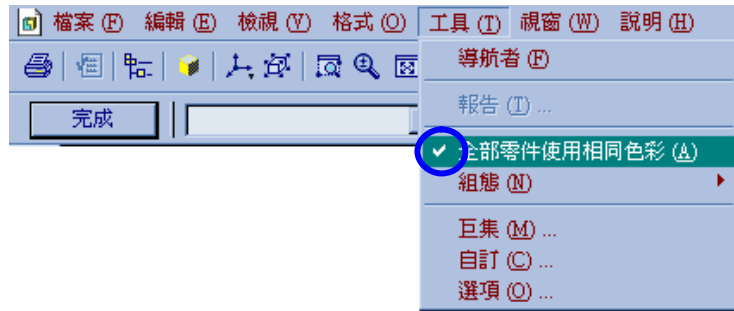 檔案 (F) 編輯 (E) 檢視 (V) 格式 (O) 工具 (T) 視窗 (W) 說明 (H)
導航者 (F)
報告 (T) ...
完成
全部零件使用相同色彩 (A)
組態 (N)
巨集 (M) ...
自訂 (C) ...
選項 (O) ...